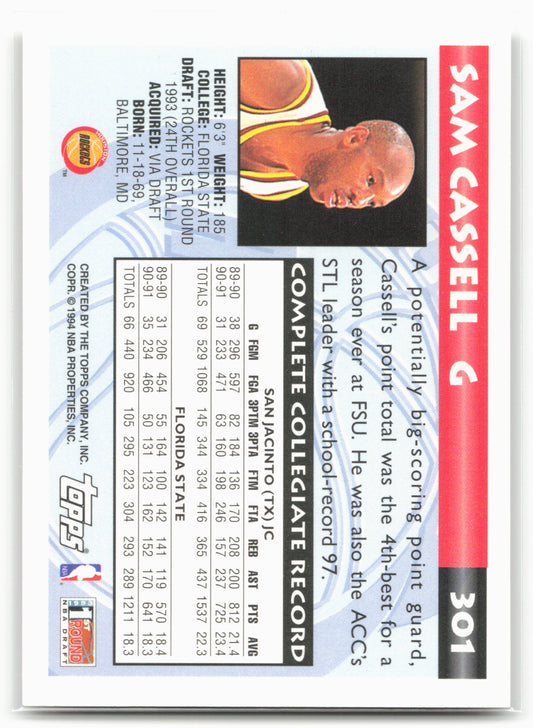 SAM CASSELL G 301
A potentially big-scoring point guard,
Cassell's point total was the 4th-best for a
season ever at FSU. He was also the ACC's
STL leader with a school-record 97.
HEIGHT: 6'3" WEIGHT: 185
COLLEGE: FLORIDA STATE
DRAFT: ROCKETS 1ST ROUND
1993 (24TH OVERALL)
ACQUIRED: VIA DRAFT
BORN: 11-18-69,
BALTIMORE, MD
HOUSTON
ROCKETS
TM
COMPLETE COLLEGIATE RECORD
SAN JACINTO (TX) JC
G FGM FGA 3PTM 3PTA FTM FTA REB AST PTS AVG
89-90 38 296 597 82 184 136 170 208 200 812 21.4
90-91 31 233 471 63 160 198 246 157 237 725 23.4
TOTALS 69 529 1068 145 344 334 416 365 437 1537 22.3
FLORIDA STATE
89-90 31 206 454 55 164 100 142 141 119 570 18.4
90-91 35 234 466 50 131 123 162 152 170 641 18.3
TOTALS 66 440 920 105 295 223 304 293 289 1211 18.3
CREATED BY THE TOPPS COMPANY, INC.
COPR. © 1994 NBA PROPERTIES, INC.
topps
NBA
1993
1ST
ROUND
NBA DRAFT